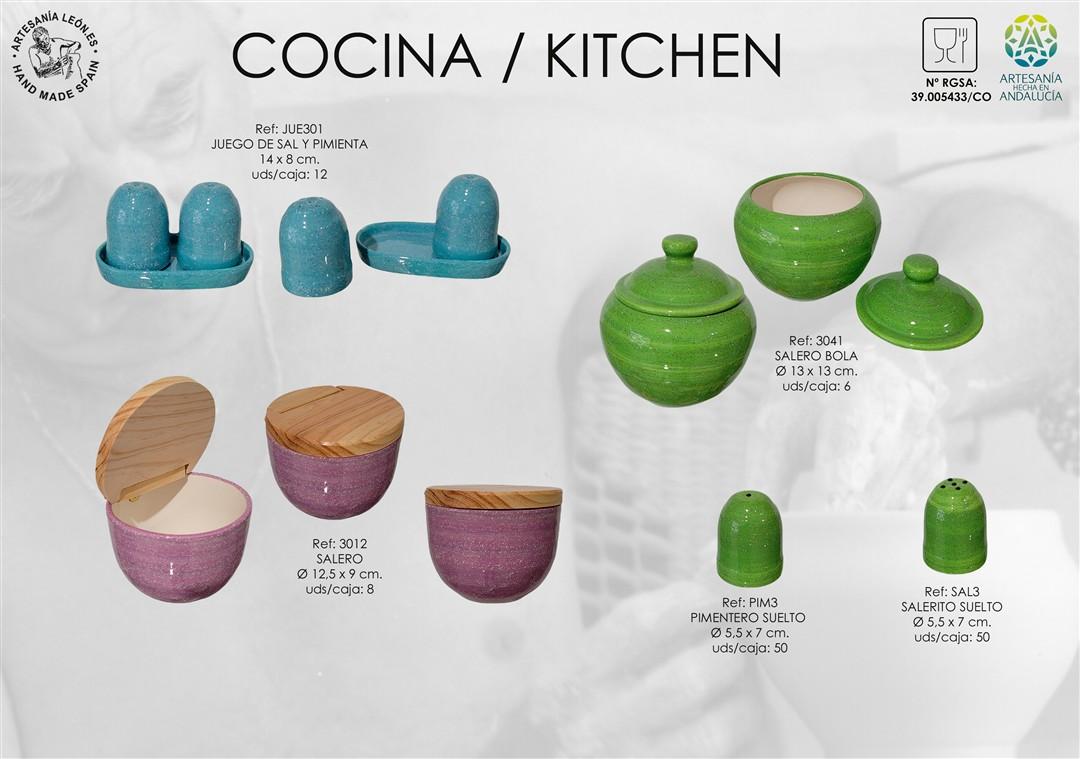 ARTESANÍA LEÓN.ES
HAND MADE SPAIN
COCINA / KITCHEN
Nº RGSA:
39.005433/CO
ARTESANÍA
HECHA EN
ANDALUCÍA
Ref: JUE301
JUEGO DE SAL Y PIMIENTA
14 x 8 cm.
uds/caja: 12
Ref: 3041
SALERO BOLA
Ø 13 x 13 cm.
uds/caja: 6
Ref: 3012
SALERO
Ø 12,5 x 9 cm.
uds/caja: 8
Ref: PIM3
PIMENTERO SUELTO
Ø 5,5 x 7 cm.
uds/caja: 50
Ref: SAL3
SALERITO SUELTO
Ø 5,5 x 7 cm.
uds/caja: 50